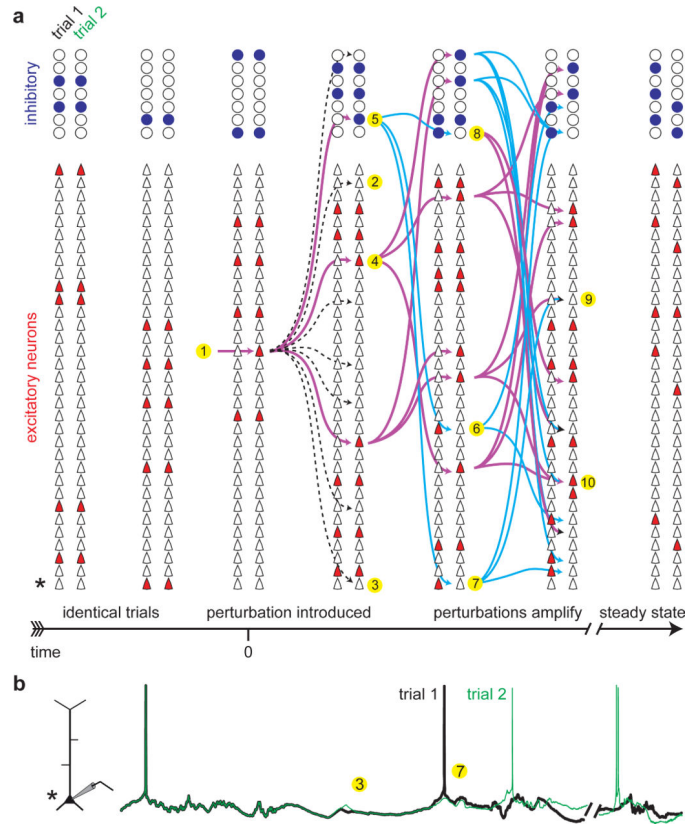 a
trial 1
trial 2
inhibitory
excitatory neurons
5
8
2
4
9
1
6
10
*
7
3
identical trials
perturbation introduced
perturbations amplify
steady state
time
0
b
trial 1
trial 2
3
7
*